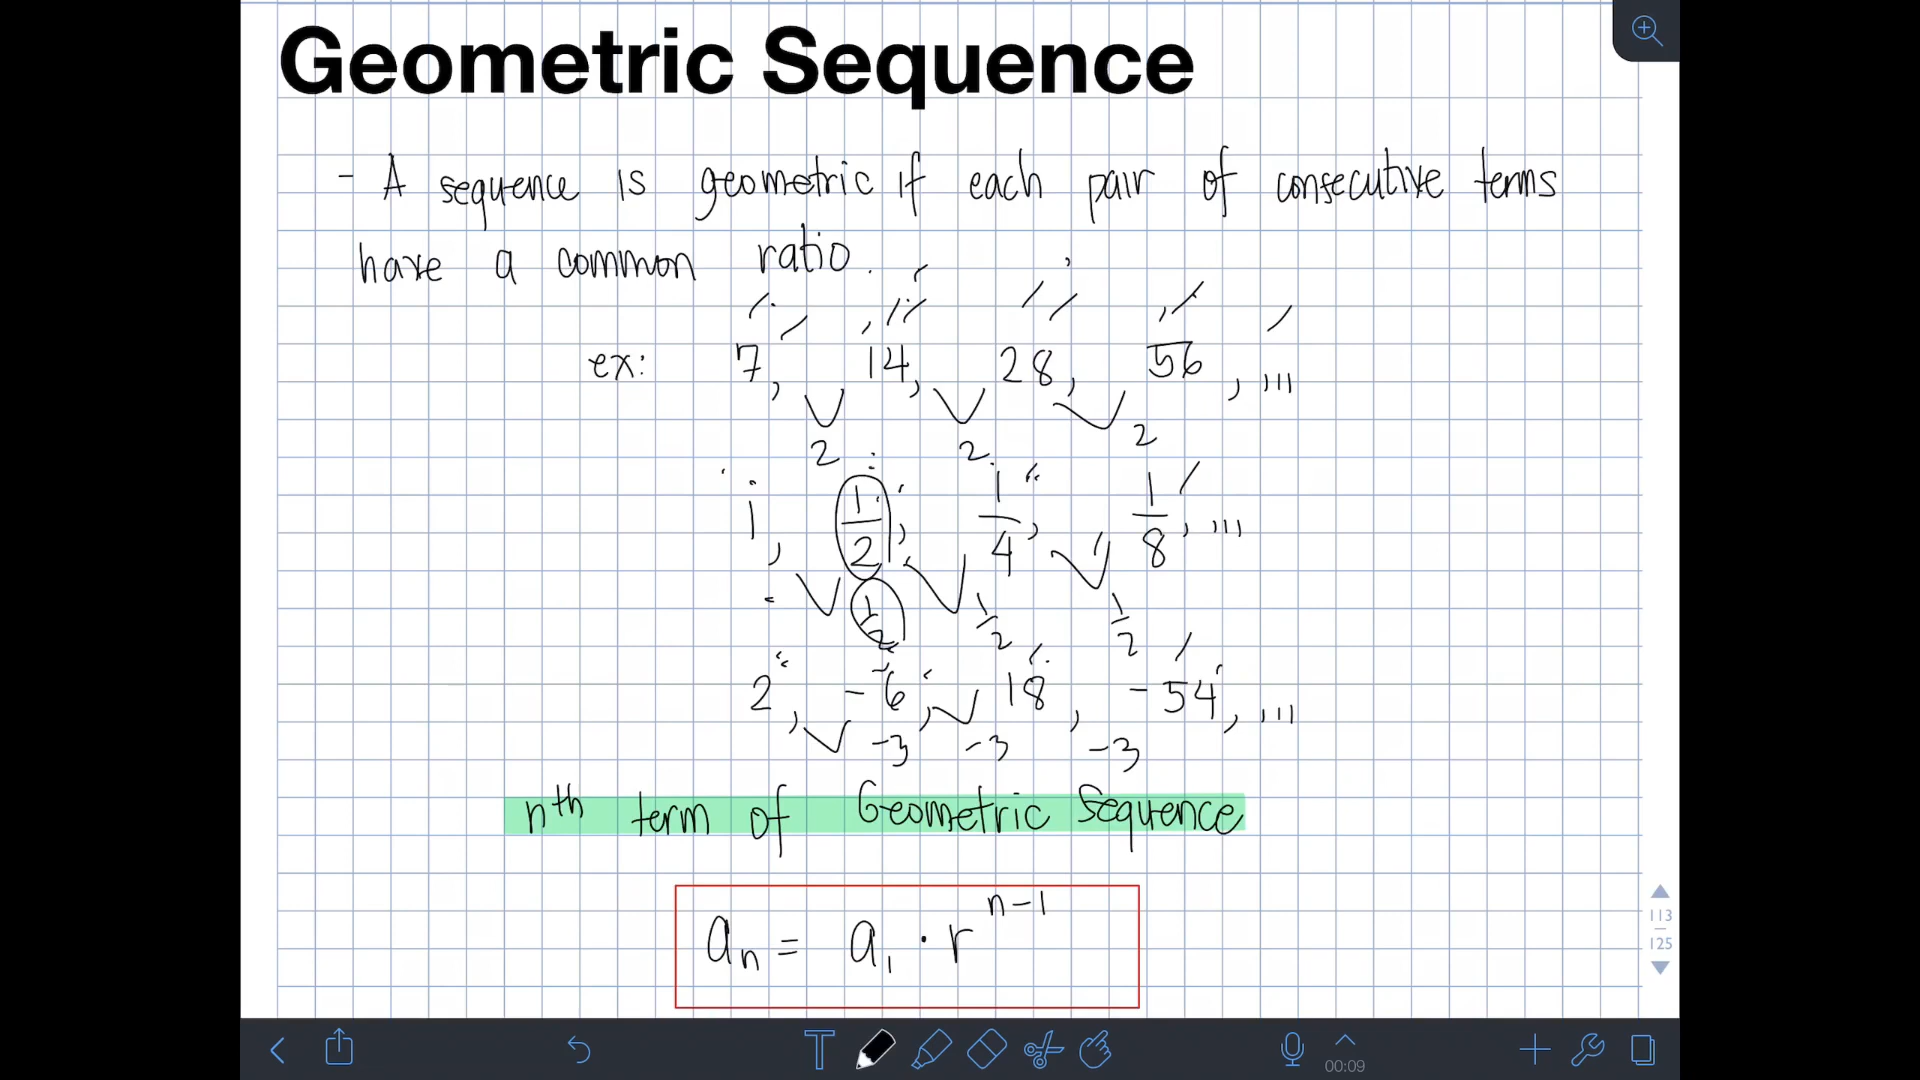 Geometric Sequence
- A sequence is geometric if each pair of consecutive terms
have a common ratio.
ex: 7, 14, 28, 56, ...
2 2 2
1, 1/2, 1/4, 1/8, ...
1/2 1/2 1/2
2, -6, 18, -54, ...
-3 -3 -3
nth term of Geometric Sequence
an = a1 · r^n-1
113
125
T
00:09